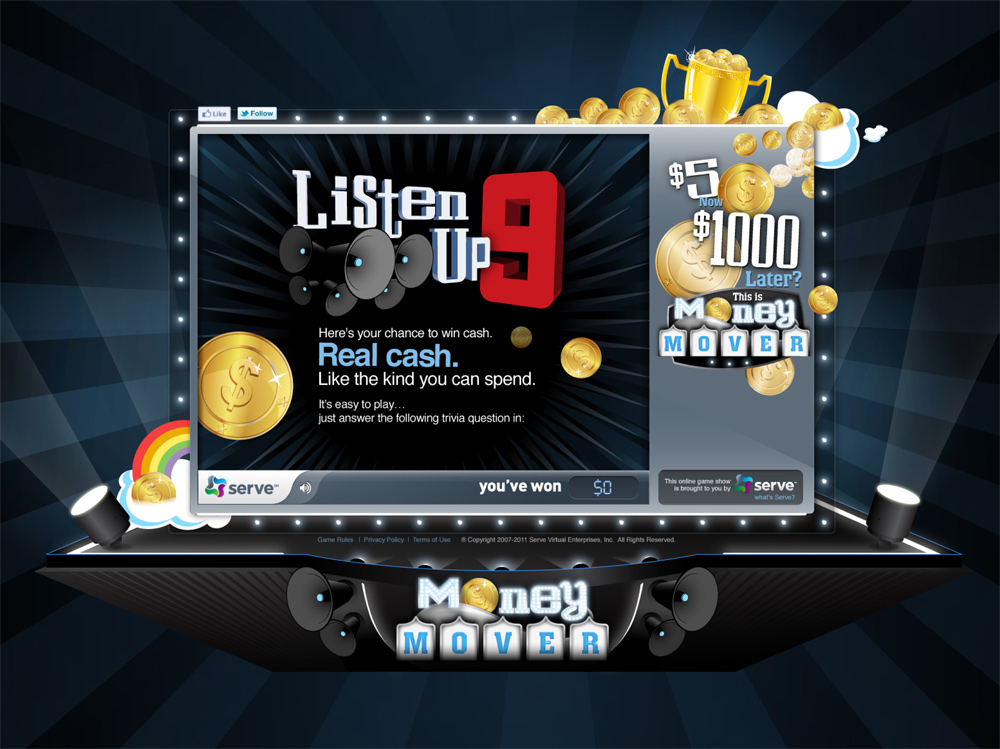 Like
Follow
Listen
Up 9
Here's your chance to win cash.
Real cash.
Like the kind you can spend.
It's easy to play…
just answer the following trivia question in:
serve℠
you've won
$0
$5
Now
$1000
Later?
This is
Money
MOVER
This online game show
is brought to you by
serve℠
what's Serve?
Game Rules | Privacy Policy | Terms of Use ® Copyright 2007-2011 Serve Virtual Enterprises, Inc. All Rights Reserved.
Money
MOVER